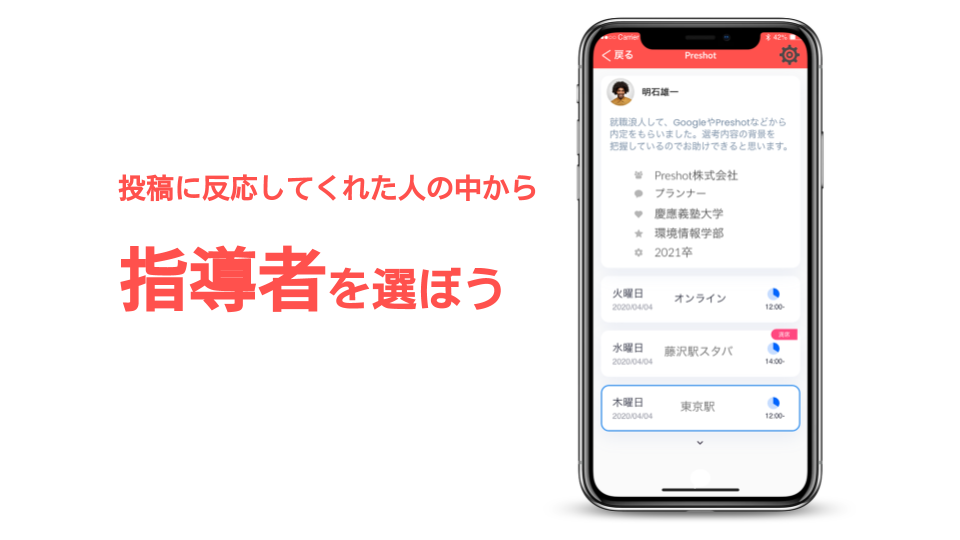 投稿に反応してくれた人の中から
指導者を選ぼう
Carrier 42%
戻る Preshot
明石雄一
就職浪人して、GoogleやPreshotなどから
内定をもらいました。選考内容の背景を
把握しているのでお助けできると思います。
Preshot株式会社
プランナー
慶應義塾大学
環境情報学部
2021卒
火曜日 オンライン
2020/04/04 12:00-
水曜日 藤沢駅スタバ
2020/04/04 14:00-
木曜日 東京駅
2020/04/04 12:00-